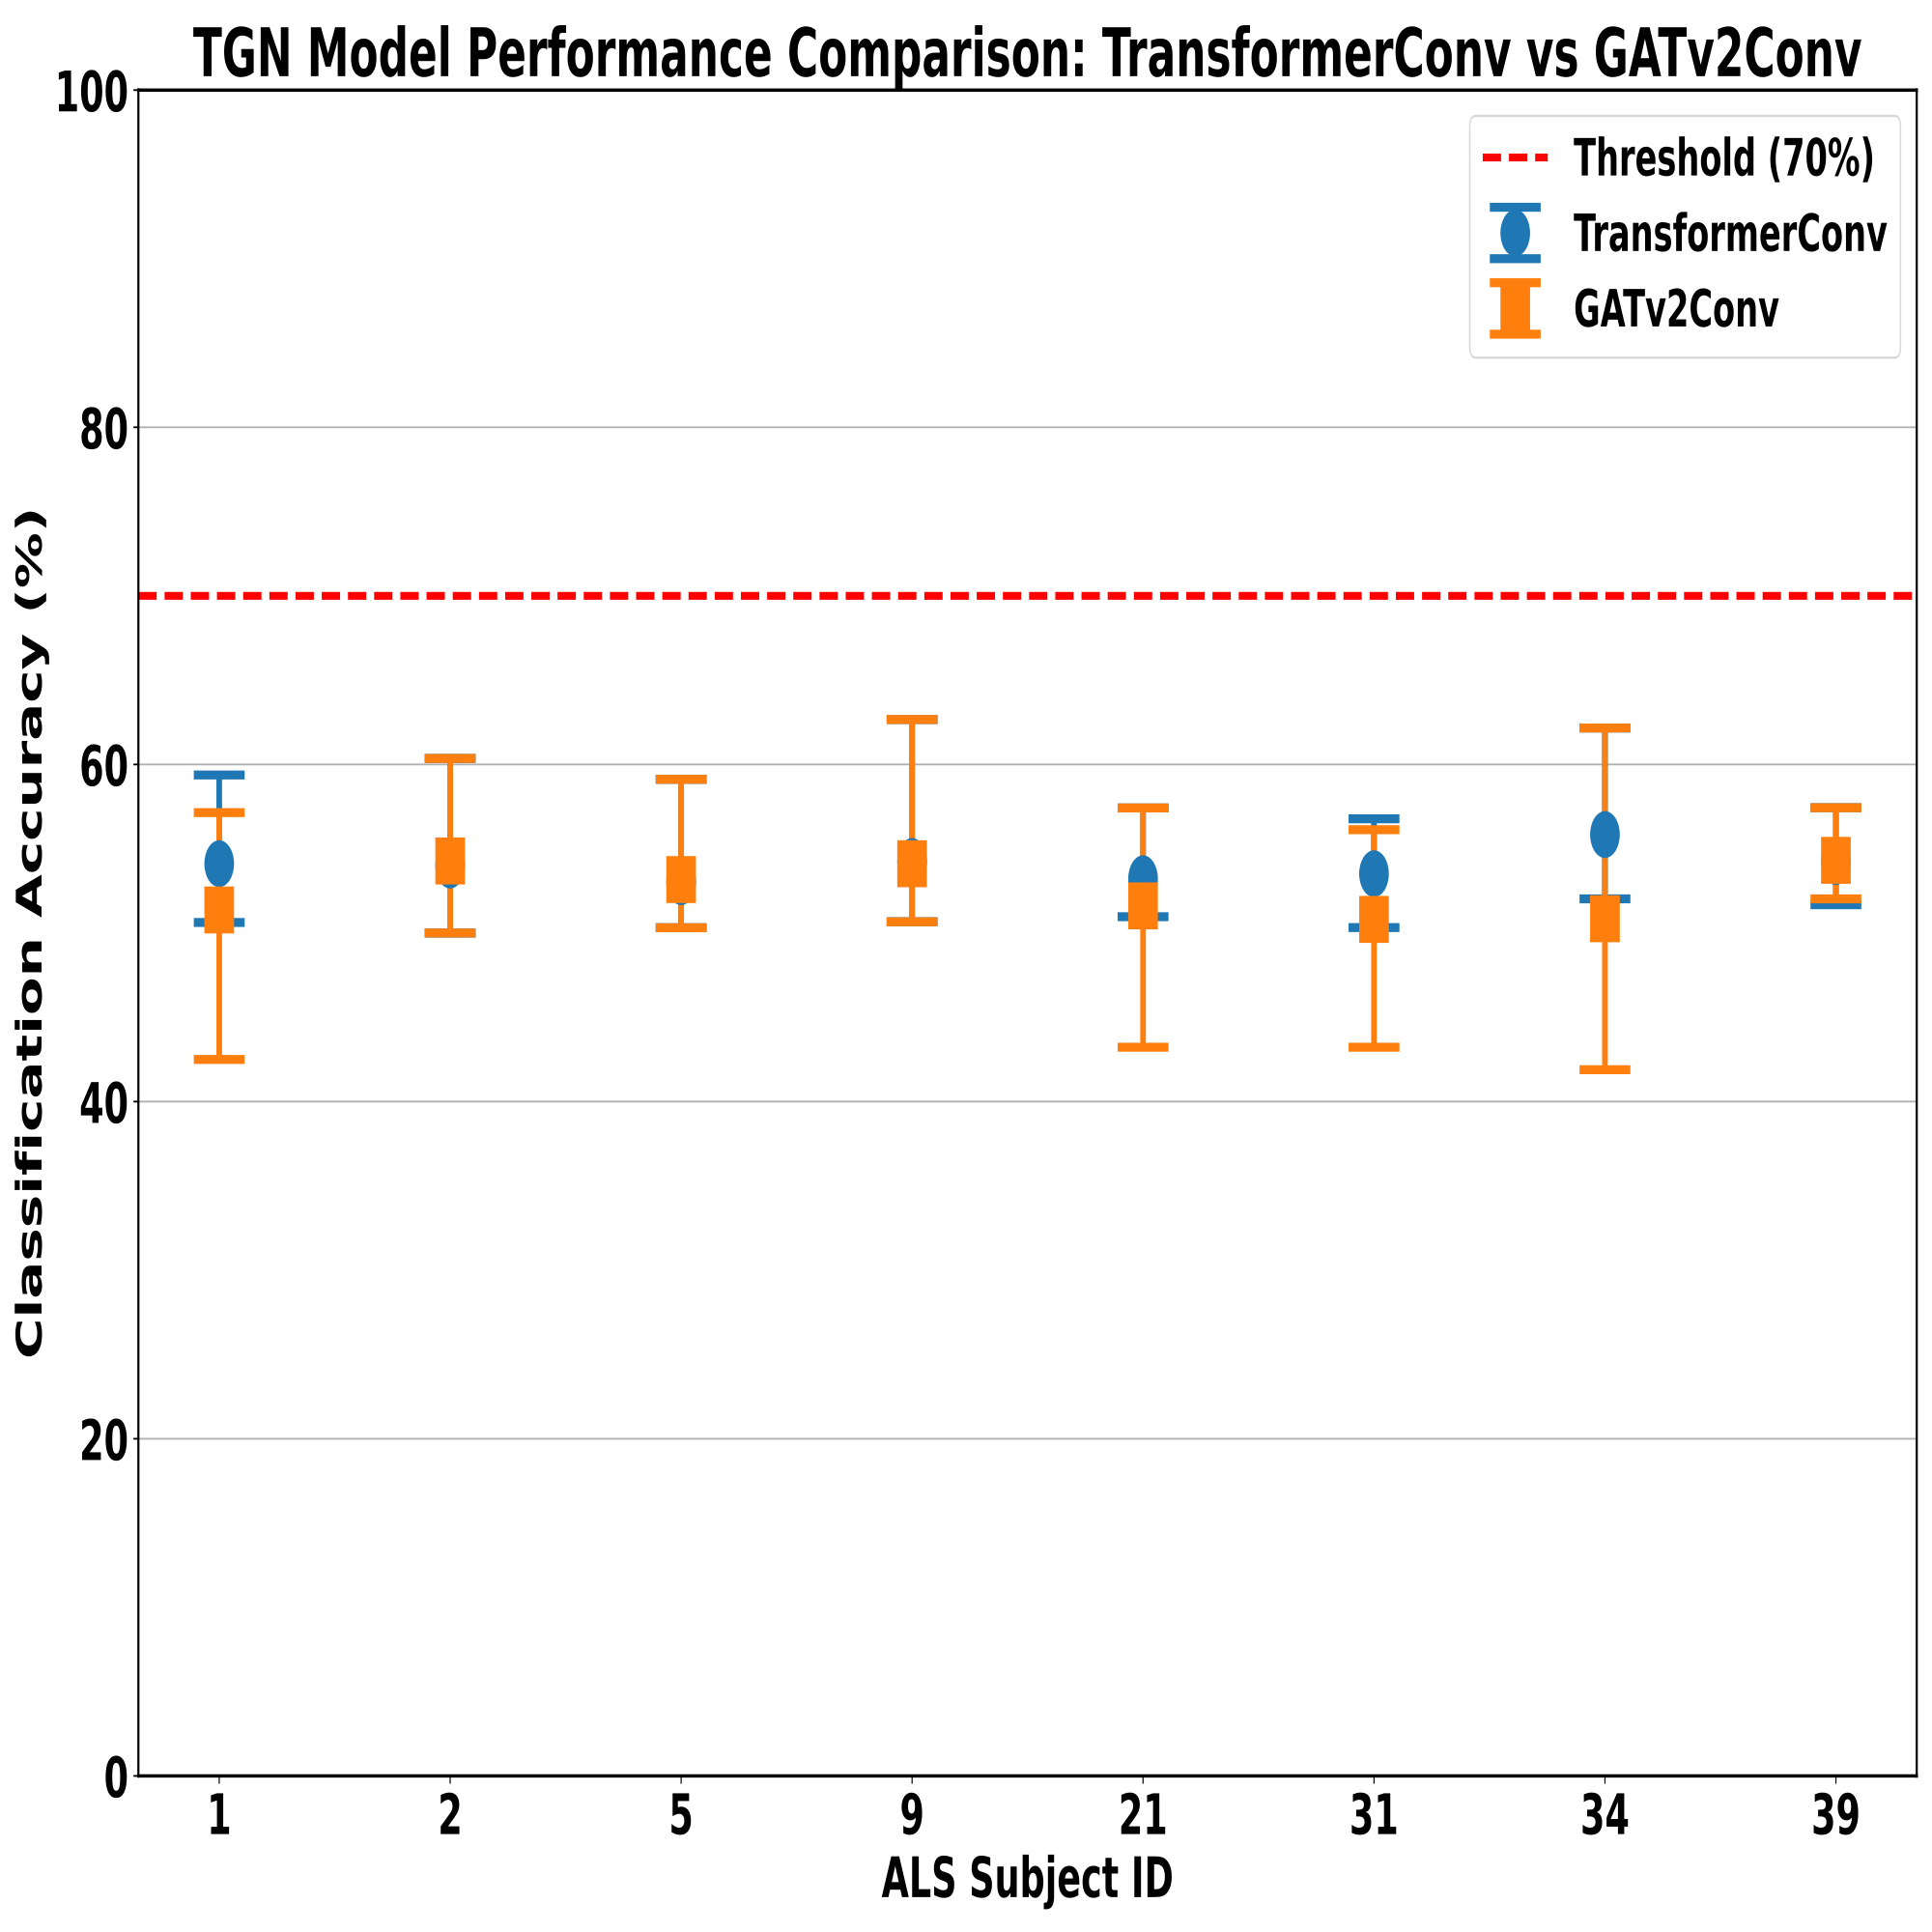 TGN Model Performance Comparison: TransformerConv vs GATv2Conv
100
80
60
40
20
0
Classification Accuracy (%)
Threshold (70%)
TransformerConv
GATv2Conv
1 2 5 9 21 31 34 39
ALS Subject ID